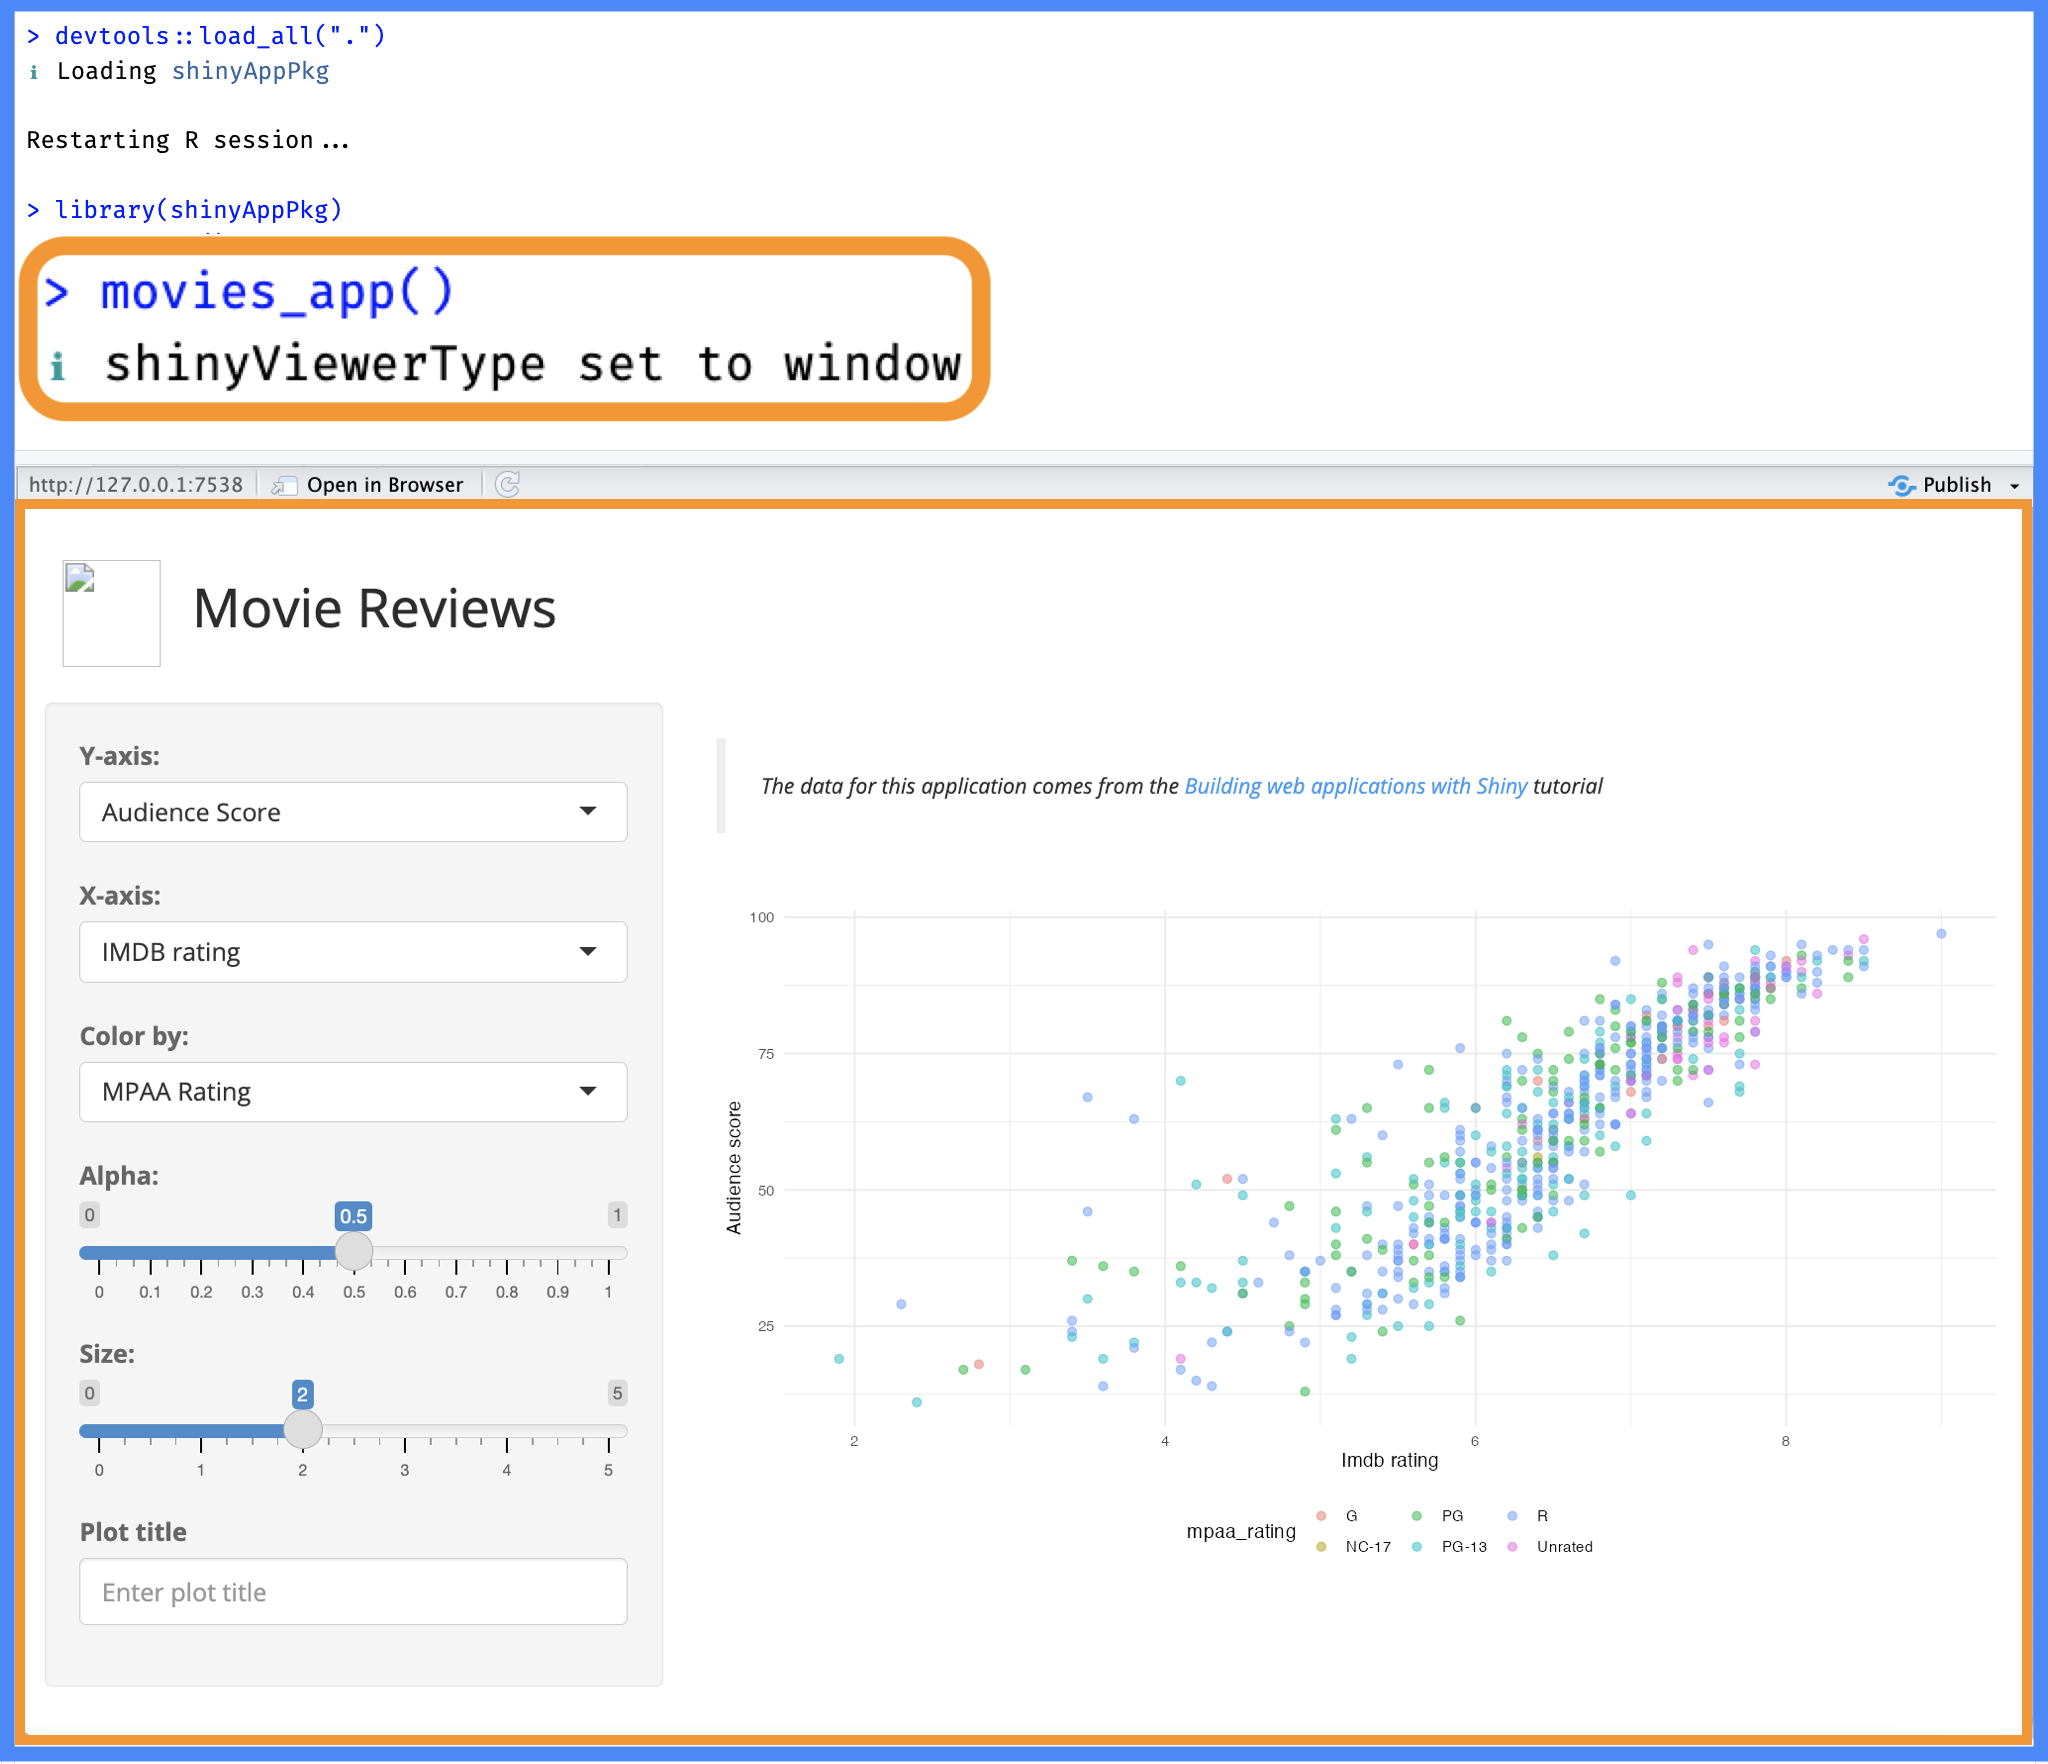 > devtools::load_all(".")
ℹ Loading shinyAppPkg
Restarting R session...
> library(shinyAppPkg)
> movies_app()
ℹ shinyViewerType set to window
http://127.0.0.1:7538 Open in Browser Publish
Movie Reviews
Y-axis:
Audience Score
X-axis:
IMDB rating
Color by:
MPAA Rating
Alpha:
0 0.5 1
0 0.1 0.2 0.3 0.4 0.5 0.6 0.7 0.8 0.9 1
Size:
0 2 5
0 1 2 3 4 5
Plot title
Enter plot title
The data for this application comes from the Building web applications with Shiny tutorial
100
75
50
25
Audience score
2 4 6 8
Imdb rating
mpaa_rating
G PG R
NC-17 PG-13 Unrated